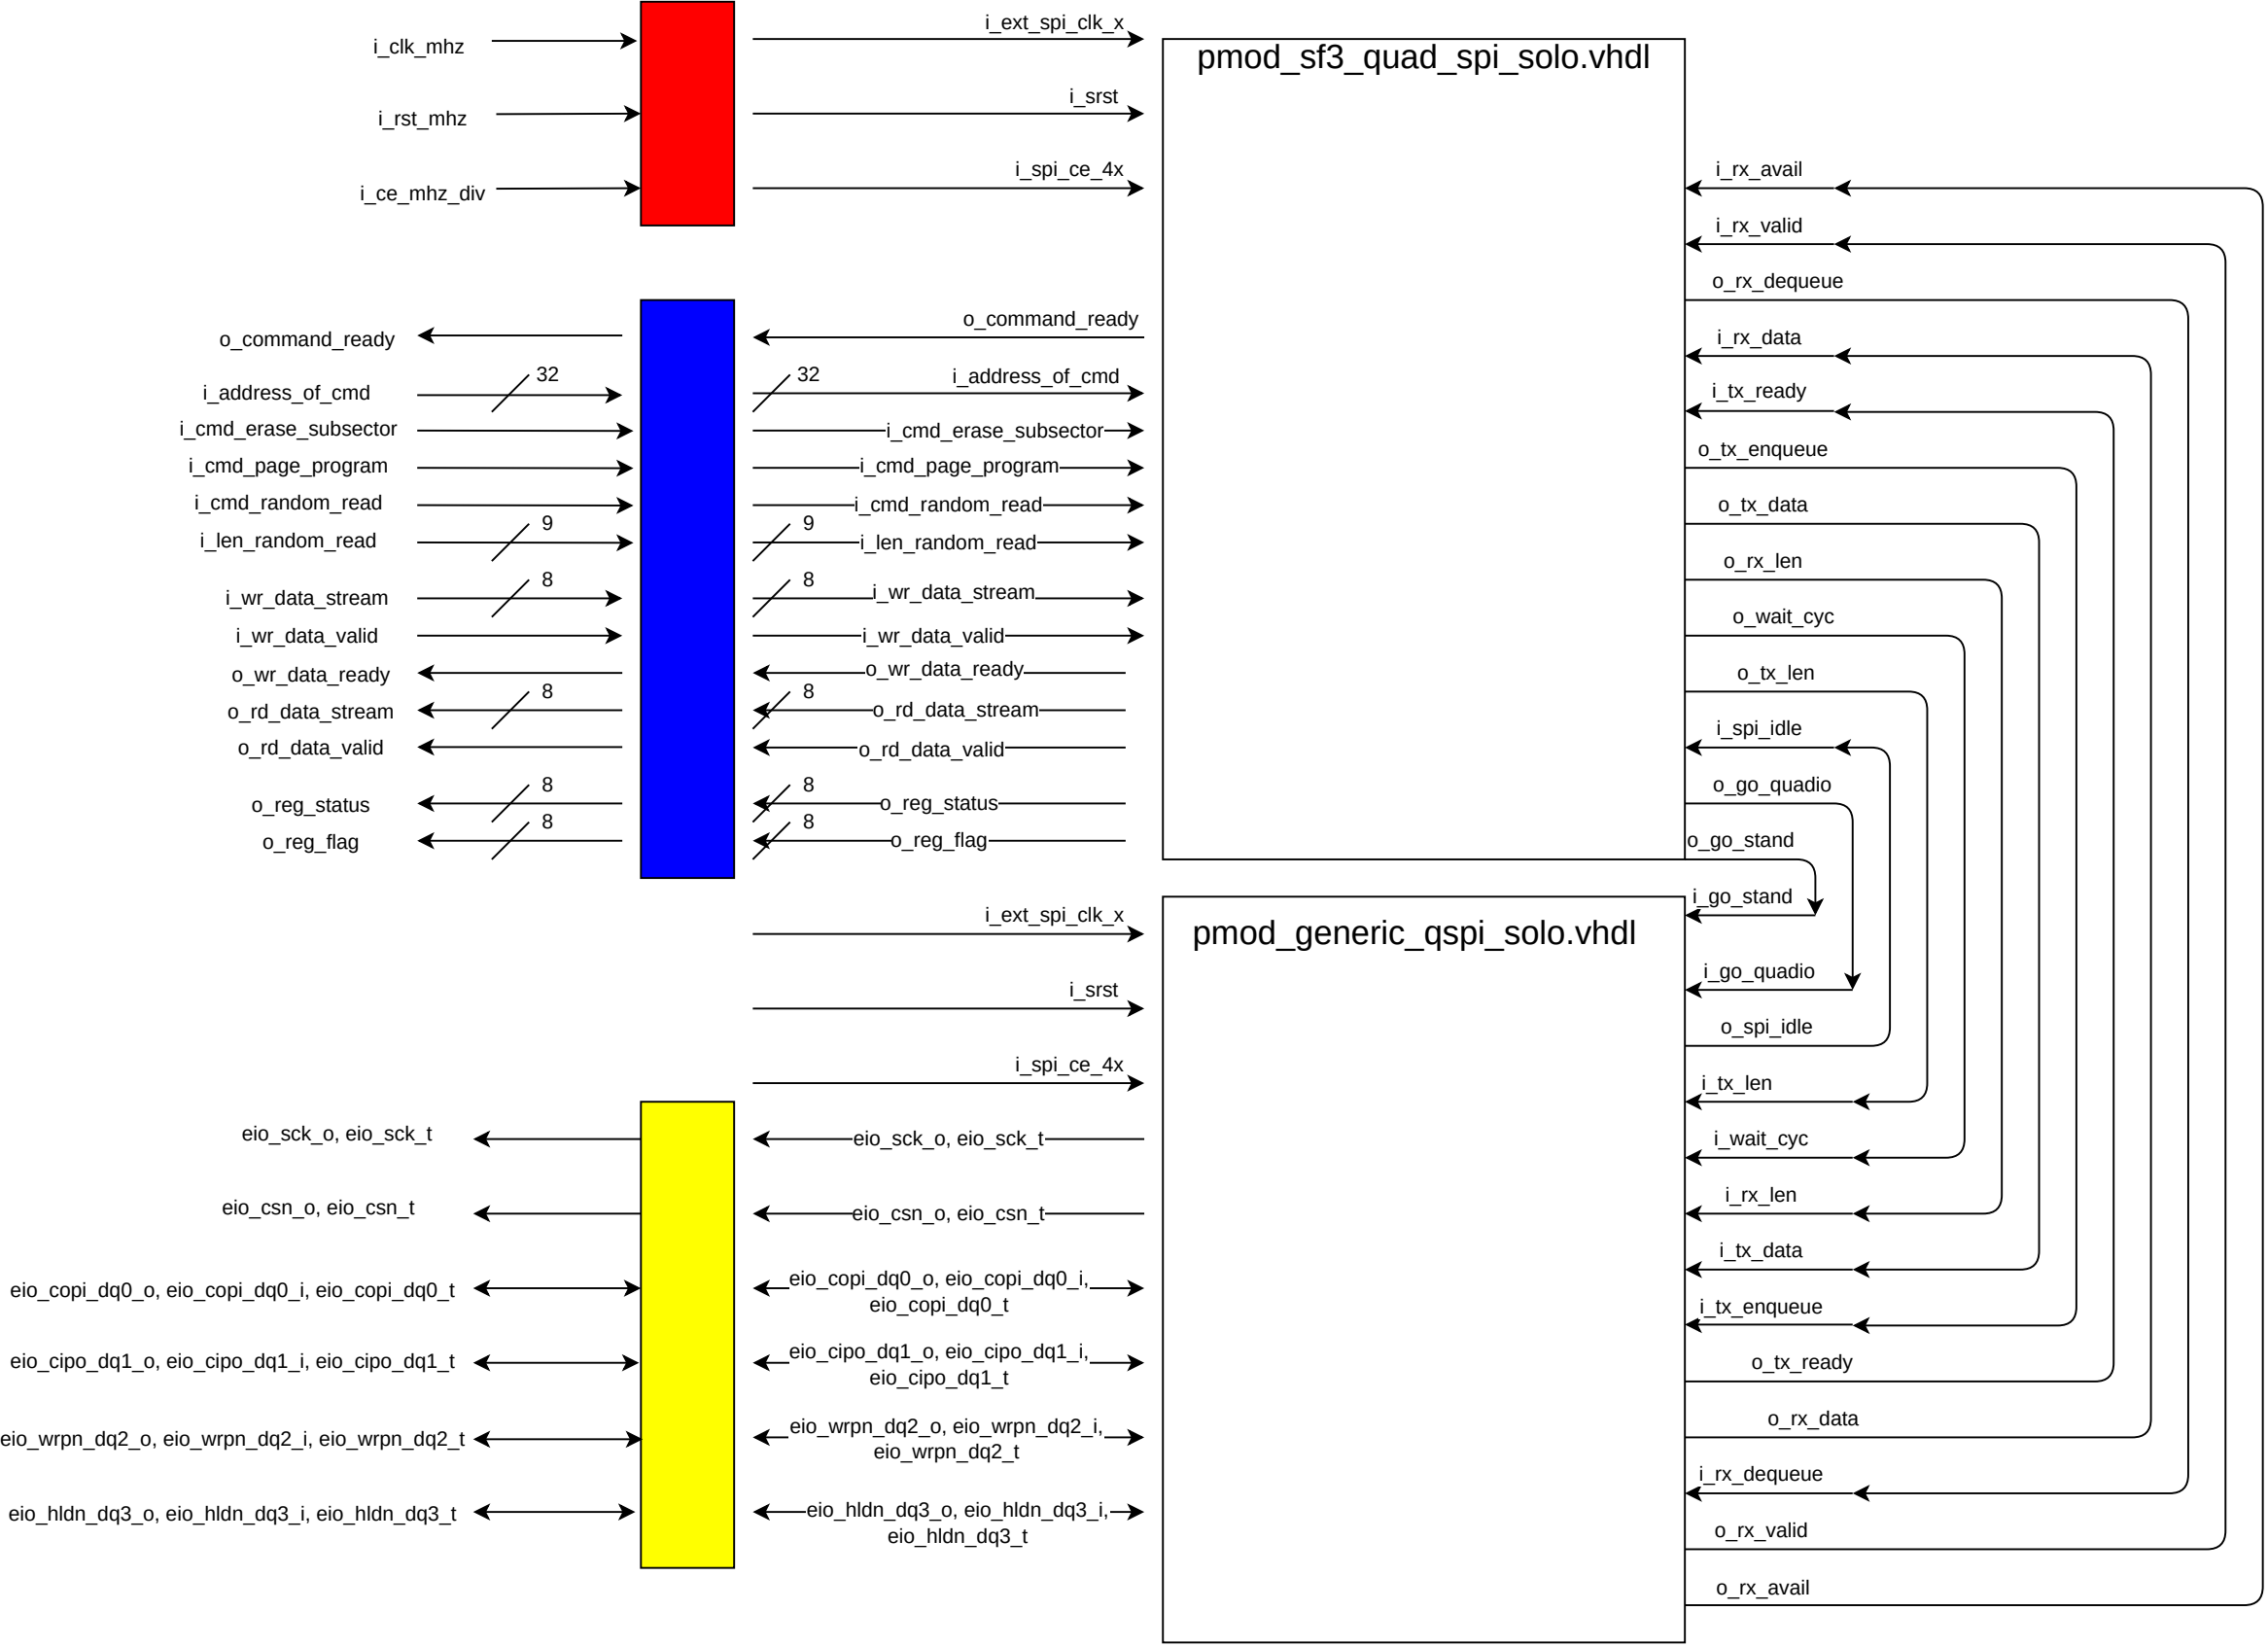 i_clk_mhz
i_rst_mhz
i_ce_mhz_div
i_ext_spi_clk_x
i_srst
i_spi_ce_4x
pmod_sf3_quad_spi_solo.vhdl
o_command_ready
32
i_address_of_cmd
i_cmd_erase_subsector
i_cmd_page_program
i_cmd_random_read
9
i_len_random_read
8
i_wr_data_stream
i_wr_data_valid
o_wr_data_ready
8
o_rd_data_stream
o_rd_data_valid
8
o_reg_status
8
o_reg_flag
o_command_ready
32
i_address_of_cmd
i_cmd_erase_subsector
i_cmd_page_program
i_cmd_random_read
9
i_len_random_read
8
i_wr_data_stream
i_wr_data_valid
o_wr_data_ready
8
o_rd_data_stream
o_rd_data_valid
8
o_reg_status
8
o_reg_flag
i_rx_avail
i_rx_valid
o_rx_dequeue
i_rx_data
i_tx_ready
o_tx_enqueue
o_tx_data
o_rx_len
o_wait_cyc
o_tx_len
i_spi_idle
o_go_quadio
o_go_stand
i_ext_spi_clk_x
i_srst
i_spi_ce_4x
pmod_generic_qspi_solo.vhdl
eio_sck_o, eio_sck_t
eio_csn_o, eio_csn_t
eio_copi_dq0_o, eio_copi_dq0_i, eio_copi_dq0_t
eio_cipo_dq1_o, eio_cipo_dq1_i, eio_cipo_dq1_t
eio_wrpn_dq2_o, eio_wrpn_dq2_i, eio_wrpn_dq2_t
eio_hldn_dq3_o, eio_hldn_dq3_i, eio_hldn_dq3_t
eio_sck_o, eio_sck_t
eio_csn_o, eio_csn_t
eio_copi_dq0_o, eio_copi_dq0_i,
eio_copi_dq0_t
eio_cipo_dq1_o, eio_cipo_dq1_i,
eio_cipo_dq1_t
eio_wrpn_dq2_o, eio_wrpn_dq2_i,
eio_wrpn_dq2_t
eio_hldn_dq3_o, eio_hldn_dq3_i,
eio_hldn_dq3_t
i_go_stand
i_go_quadio
o_spi_idle
i_tx_len
i_wait_cyc
i_rx_len
i_tx_data
i_tx_enqueue
o_tx_ready
o_rx_data
i_rx_dequeue
o_rx_valid
o_rx_avail